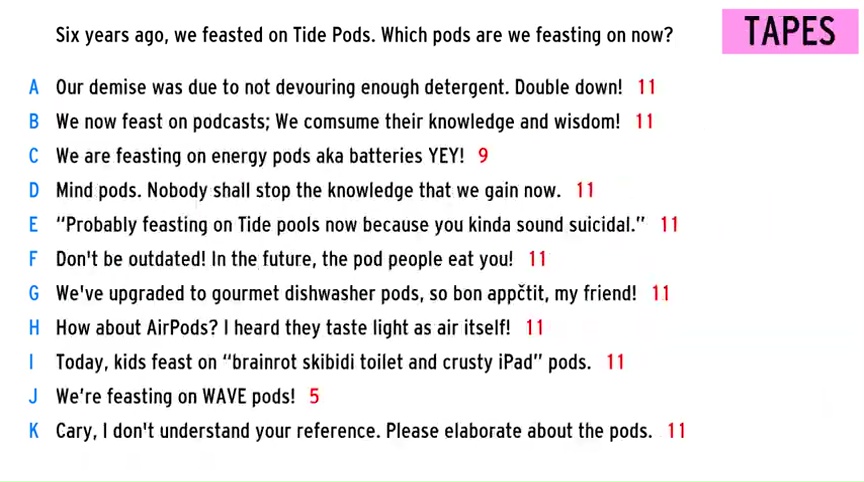 Six years ago, we feasted on Tide Pods. Which pods are we feasting on now?
TAPES
A Our demise was due to not devouring enough detergent. Double down! 11
B We now feast on podcasts; We comsume their knowledge and wisdom! 11
C We are feasting on energy pods aka batteries YEY! 9
D Mind pods. Nobody shall stop the knowledge that we gain now. 11
E “Probably feasting on Tide pools now because you kinda sound suicidal.” 11
F Don't be outdated! In the future, the pod people eat you! 11
G We've upgraded to gourmet dishwasher pods, so bon appčtit, my friend! 11
H How about AirPods? I heard they taste light as air itself! 11
I Today, kids feast on “brainrot skibidi toilet and crusty iPad” pods. 11
J We’re feasting on WAVE pods! 5
K Cary, I don't understand your reference. Please elaborate about the pods. 11